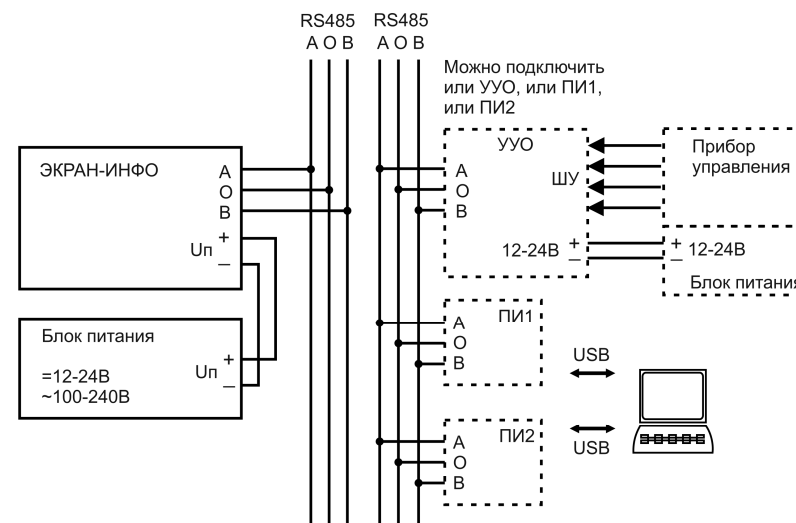 RS485 RS485
А О В А О В
Можно подключить
или УУО, или ПИ1,
или ПИ2
ЭКРАН-ИНФО
А
О
В
Uп +
–
Блок питания
=12-24В
~100-240В
Uп +
–
УУО
А
О
В
ШУ
12-24В +
–
Прибор
управления
+ 12-24В
–
Блок питания
ПИ1
А
О
В
USB
ПИ2
А
О
В
USB